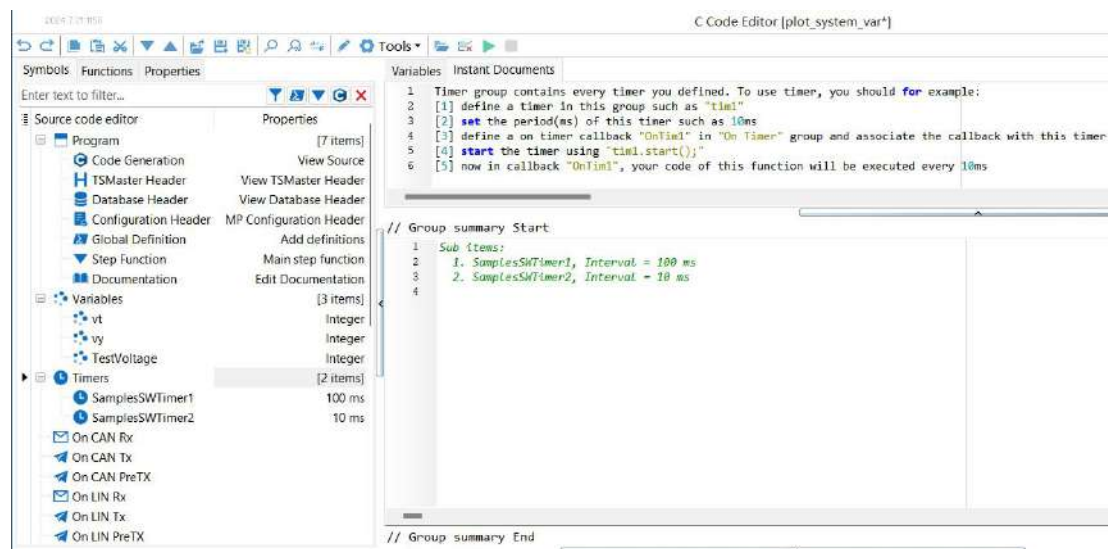 C Code Editor [plot_system_var*]
Tools
Symbols Functions Properties
Enter text to filter...
Source code editor Properties
Program [7 items]
Code Generation View Source
TSMaster Header View TSMaster Header
Database Header View Database Header
Configuration Header MP Configuration Header
Global Definition Add definitions
Step Function Main step function
Documentation Edit Documentation
Variables [3 items]
vt Integer
vy Integer
TestVoltage Integer
Timers [2 items]
SamplesSWTimer1 100 ms
SamplesSWTimer2 10 ms
On CAN Rx
On CAN Tx
On CAN PreTX
On LIN Rx
On LIN Tx
On LIN PreTX
Variables Instant Documents
1 Timer group contains every timer you defined. To use timer, you should for example:
2 [1] define a timer in this group such as "tim1"
3 [2] set the period(ms) of this timer such as 10ms
4 [3] define a on timer callback "OnTim1" in "On Timer" group and associate the callback with this timer
5 [4] start the timer using "tim1.start();"
6 [5] now in callback "OnTim1", your code of this function will be executed every 10ms
// Group summary Start
1 Sub items:
2 1. SamplesSWTimer1, Interval = 100 ms
3 2. SamplesSWTimer2, Interval = 10 ms
4
// Group summary End